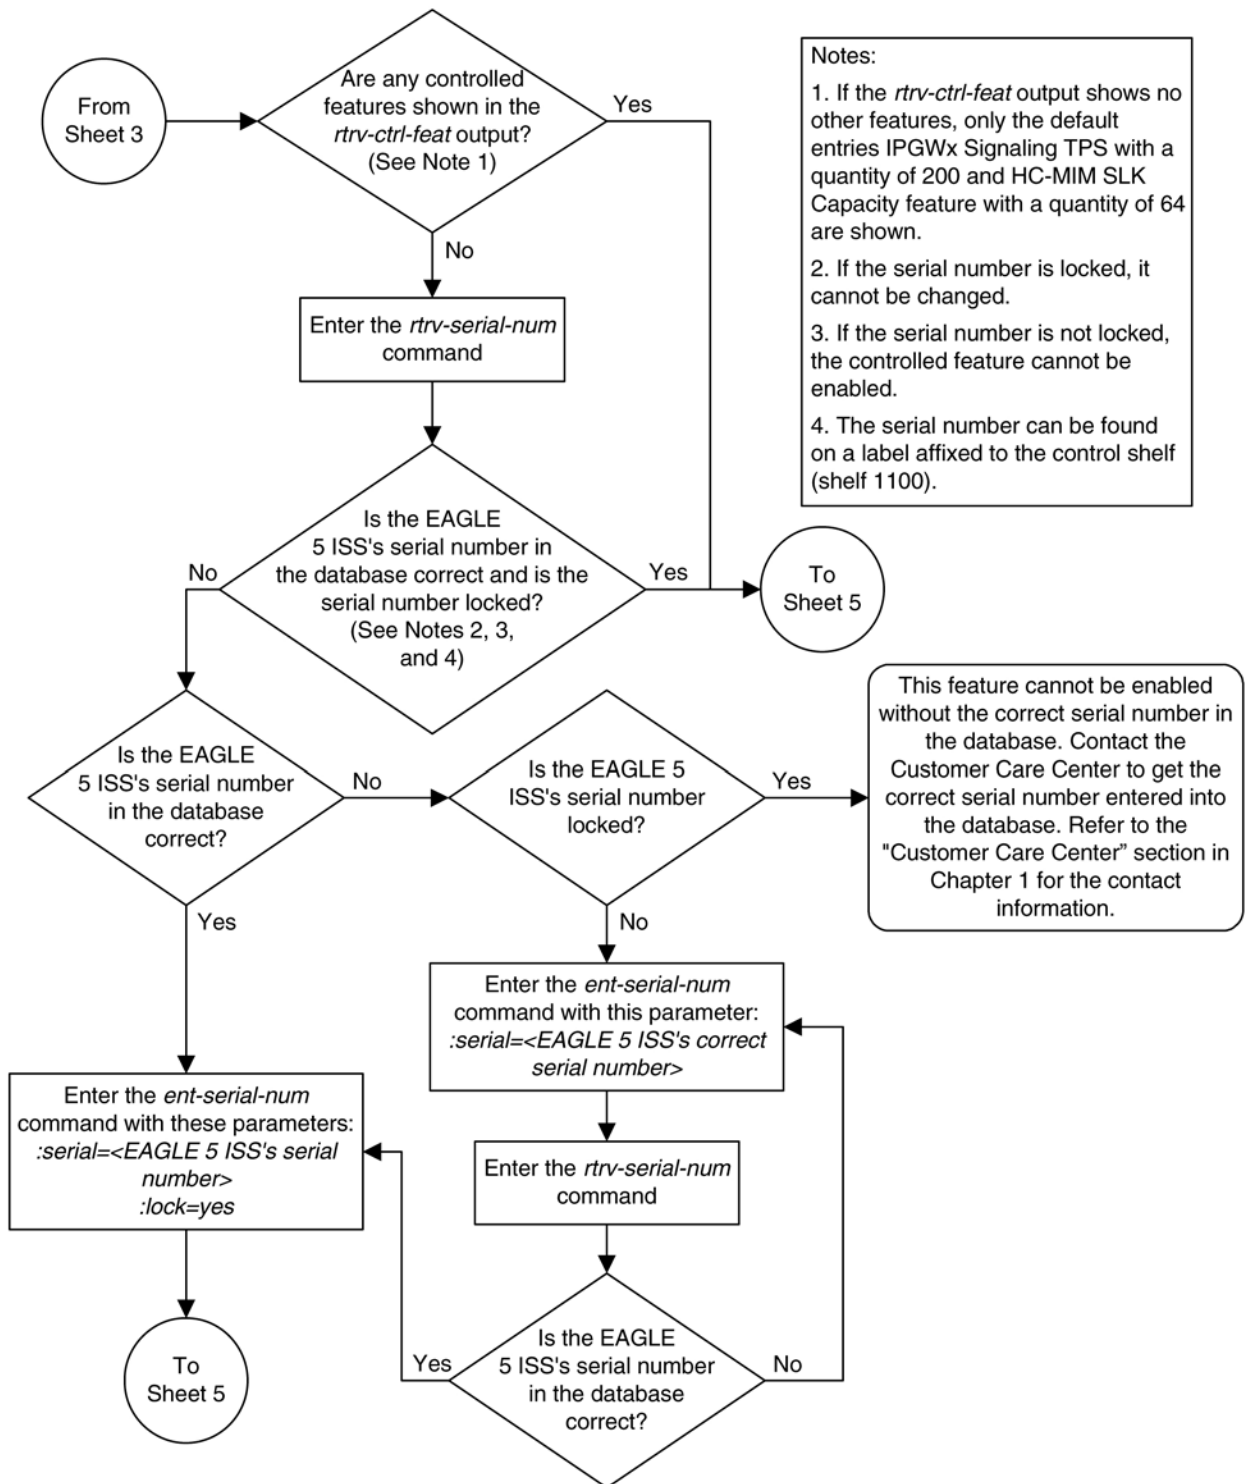 From
Sheet 3
Are any controlled
features shown in the
rtrv-ctrl-feat output?
(See Note 1)
Yes
No
Notes:
1. If the rtrv-ctrl-feat output shows no
other features, only the default
entries IPGWx Signaling TPS with a
quantity of 200 and HC-MIM SLK
Capacity feature with a quantity of 64
are shown.
2. If the serial number is locked, it
cannot be changed.
3. If the serial number is not locked,
the controlled feature cannot be
enabled.
4. The serial number can be found
on a label affixed to the control shelf
(shelf 1100).
Enter the rtrv-serial-num
command
Is the EAGLE
5 ISS's serial number in
the database correct and is the
serial number locked?
(See Notes 2, 3,
and 4)
No
Yes
To
Sheet 5
Is the EAGLE
5 ISS's serial number
in the database
correct?
No
Yes
Is the EAGLE 5
ISS's serial number
locked?
Yes
No
This feature cannot be enabled
without the correct serial number in
the database. Contact the
Customer Care Center to get the
correct serial number entered into
the database. Refer to the
"Customer Care Center” section in
Chapter 1 for the contact
information.
Enter the ent-serial-num
command with this parameter:
:serial=<EAGLE 5 ISS's correct
serial number>
Enter the ent-serial-num
command with these parameters:
:serial=<EAGLE 5 ISS's serial
number>
:lock=yes
Enter the rtrv-serial-num
command
Is the EAGLE
5 ISS's serial number
in the database
correct?
Yes
No
To
Sheet 5